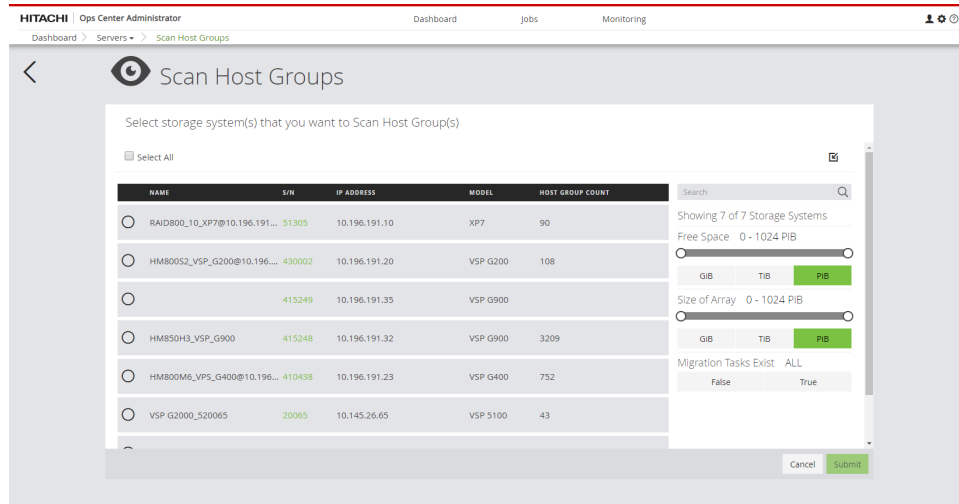 HITACHI Ops Center Administrator Dashboard Jobs Monitoring
Dashboard Servers Scan Host Groups
Scan Host Groups
Select storage system(s) that you want to Scan Host Group(s)
Select All
NAME S/N IP ADDRESS MODEL HOST GROUP COUNT
RAID800_10_XP7@10.196.191... 51305 10.196.191.10 XP7 90
HM800S2_VSP_G200@10.196.... 430002 10.196.191.20 VSP G200 108
415249 10.196.191.35 VSP G900
HM850H3_VSP_G900 415248 10.196.191.32 VSP G900 3209
HM800M6_VPS_G400@10.196... 410438 10.196.191.23 VSP G400 752
VSP G2000_520065 20065 10.145.26.65 VSP 5100 43
Search
Showing 7 of 7 Storage Systems
Free Space 0 - 1024 PiB
GiB TiB PiB
Size of Array 0 - 1024 PiB
GiB TiB PiB
Migration Tasks Exist ALL
False True
Cancel Submit